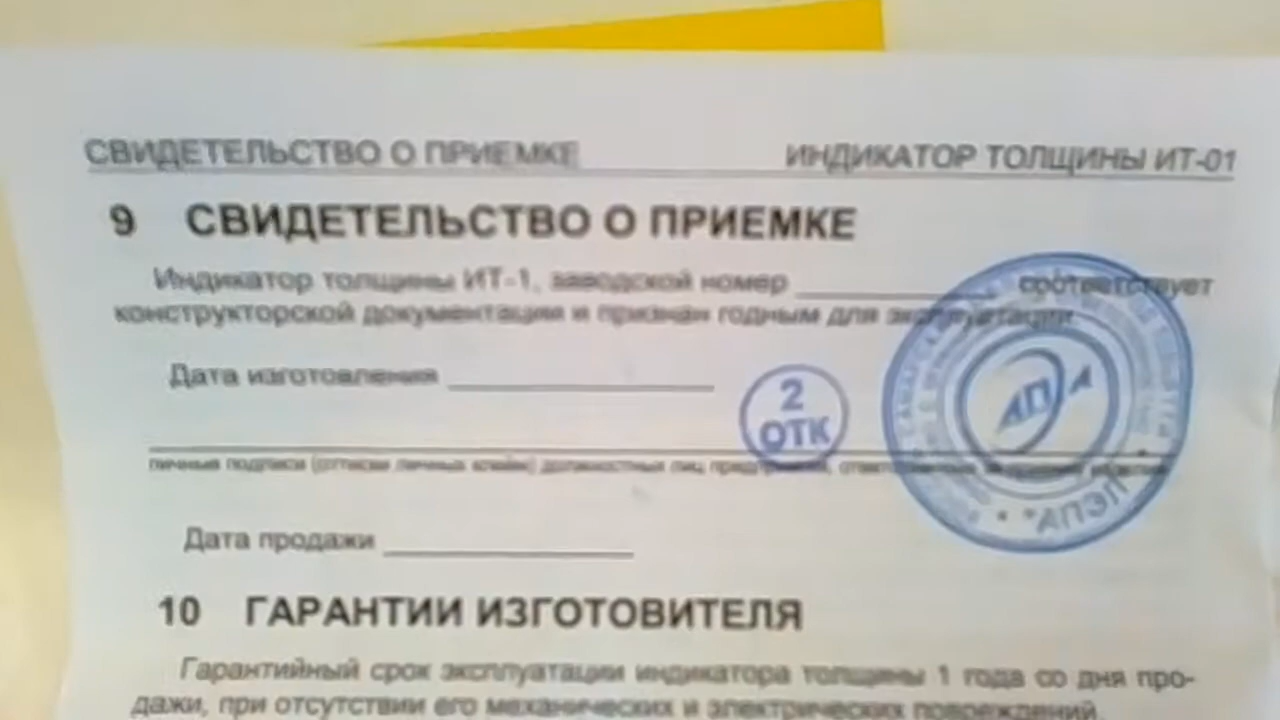 СВИДЕТЕЛЬСТВО О ПРИЕМКЕ ИНДИКАТОР ТОЛЩИНЫ ИТ-01
9 СВИДЕТЕЛЬСТВО О ПРИЕМКЕ
Индикатор толщины ИТ-1, заводской номер соответствует
конструкторской документации и признан годным для эксплуатации
Дата изготовления
2
ОТК
личные подписи (оттиски личных клейм) должностных лиц предприятия,
"АПЭЛ"
Дата продажи
10 ГАРАНТИИ ИЗГОТОВИТЕЛЯ
Гарантийный срок эксплуатации индикатора толщины 1 года со дня про-
дажи, при отсутствии его механических и электрических повреждений.